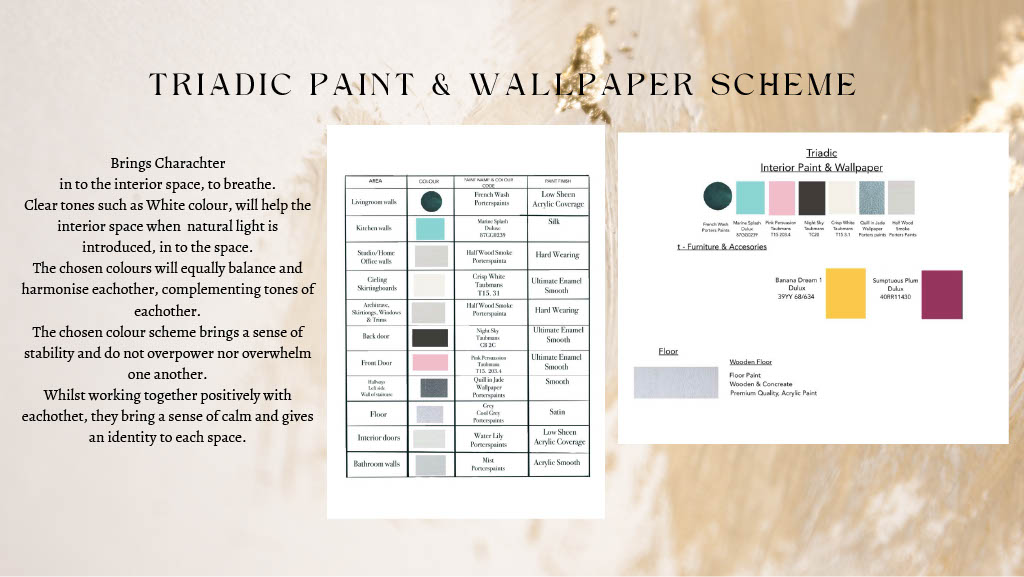 TRIADIC PAINT & WALLPAPER SCHEME
Brings Charachter
in to the interior space, to breathe.
Clear tones such as White colour, will help the
interior space when natural light is
introduced, in to the space.
The chosen colours will equally balance and
harmonise eachother, complementing tones of
eachother.
The chosen colour scheme brings a sense of
stability and do not overpower nor overwhelm
one another.
Whilst working together positively with
eachothet, they bring a sense of calm and gives
an identity to each space.
AREA COLOUR PAINT NAME & COLOUR CODE PAINT FINISH
Livingroom walls French Wash Porterspaints Low Sheen Acrylic Coverage
Kitchen walls Marine Splash Dulux Silk
Studio/Home Office walls Half Wood Smoke Porterspaints Hard Wearing
Skirtingboards Crisp White Taubmans T15. 31 Ultimate Enamel Smooth
Architrave, Skirtings, Windows & Trims Half Wood Smoke Porterspaints Hard Wearing
Back door Night Sky Taubmans Ultimate Enamel Smooth
Front Door Pink Persuassion Taubmans T15. 203.4 Ultimate Enamel Smooth
Hallways Left side Wall of staircase Quill in Jade Wallpaper Porterspaints Smooth
Floor Grey Cool Grey Porterspaints Satin
Interior doors Water Lily Porterspaints Low Sheen Acrylic Coverage
Bathroom walls Mist Porterspaints Acrylic Smooth
Triadic
Interior Paint & Wallpaper
French Wash Porters Paints
Marine Splash Dulux
Pink Persuasion Taubmans T15 203.4
Night Sky Taubmans
Crisp White Taubmans T15 3.1
Quill in Jade Wallpaper Porters paints
Half Wood Smoke Porters Paints
t - Furniture & Accesories
Banana Dream 1
Dulux
39YY 68/634
Sumptuous Plum
Dulux
40RR11430
Floor
Wooden Floor
Floor Paint
Wooden & Concreate
Premium Quality, Acrylic Paint